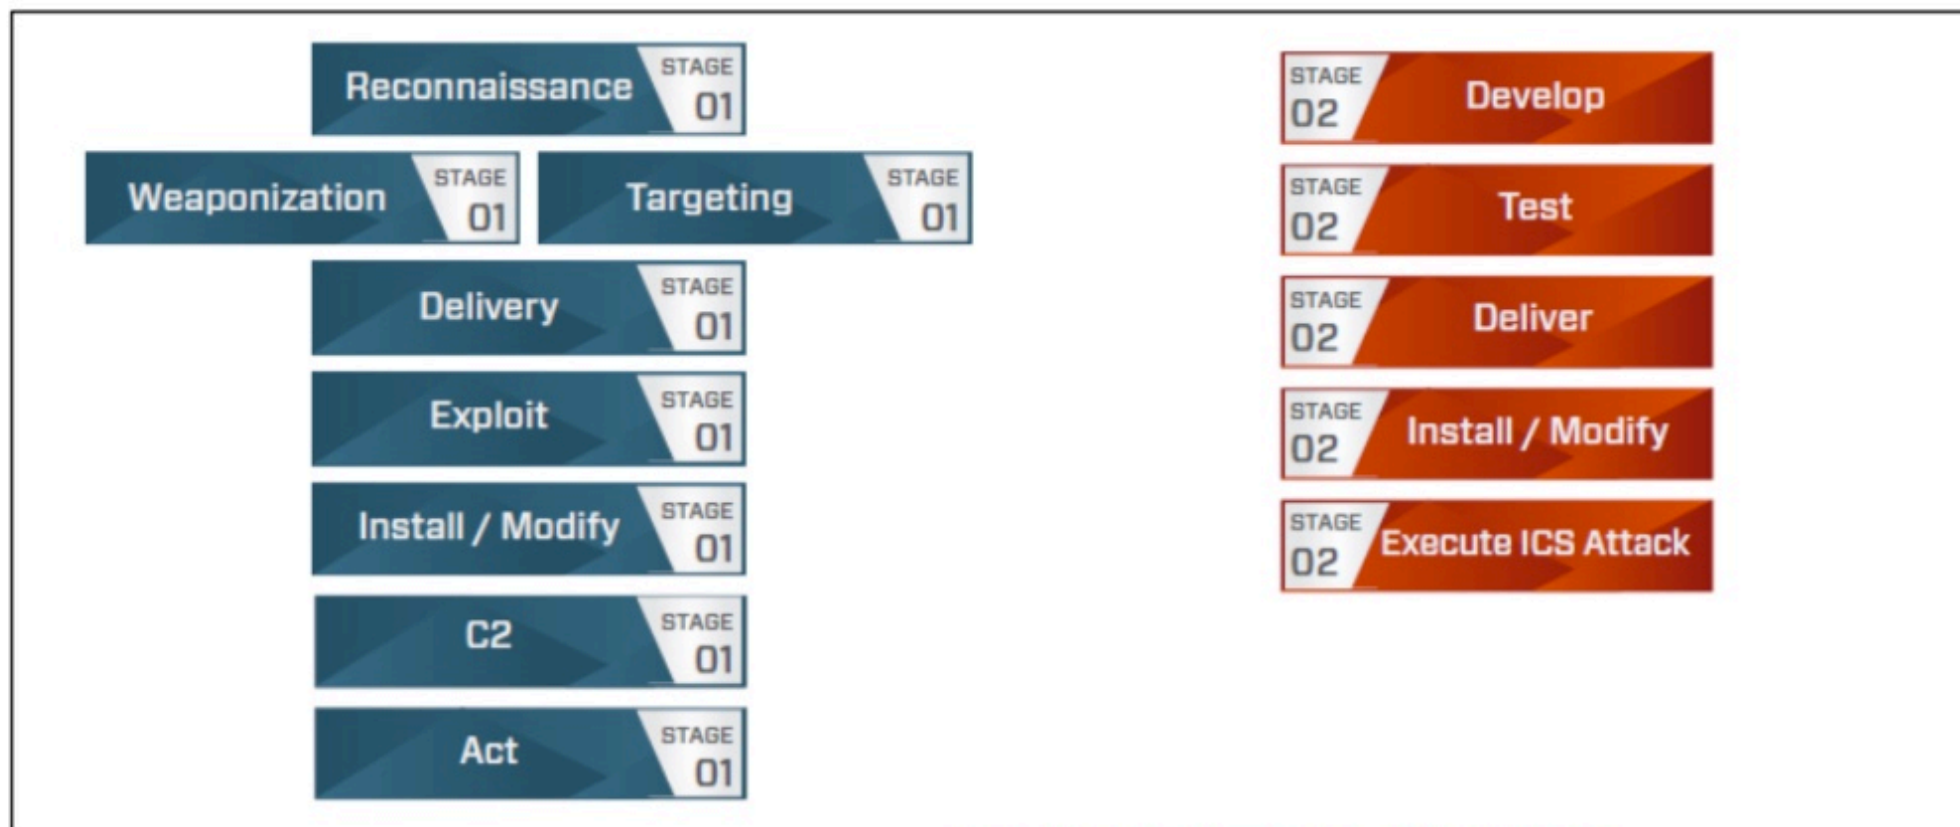 Reconnaissance STAGE 01
Weaponization STAGE 01
Targeting STAGE 01
Delivery STAGE 01
Exploit STAGE 01
Install / Modify STAGE 01
C2 STAGE 01
Act STAGE 01
STAGE 02 Develop
STAGE 02 Test
STAGE 02 Deliver
STAGE 02 Install / Modify
STAGE 02 Execute ICS Attack